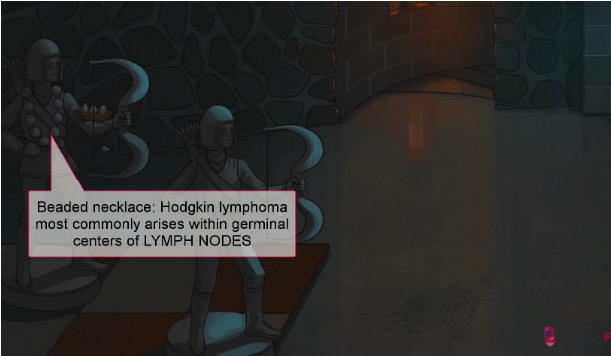 Beaded necklace: Hodgkin lymphoma
most commonly arises within germinal
centers of LYMPH NODES